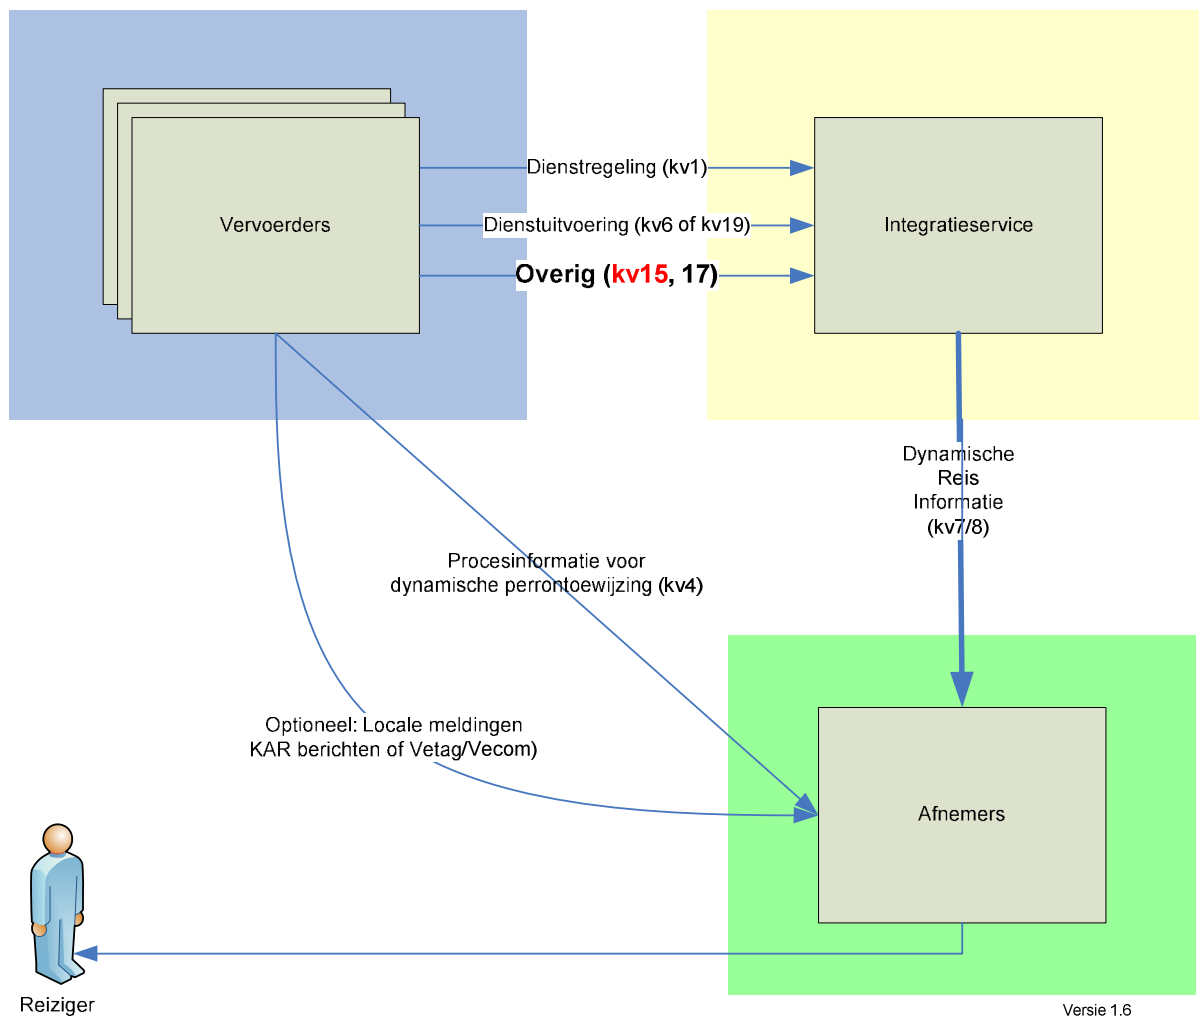 Dienstregeling (kv1)
Vervoerders
Dienstuitvoering (kv6 of kv19)
Integratieservice
Overig (kv15, 17)
Dynamische
Reis
Informatie
(kv7/8)
Procesinformatie voor
dynamische perrontoewijzing (kv4)
Optioneel: Locale meldingen
KAR berichten of Vetag/Vecom)
Afnemers
Reiziger
Versie 1.6